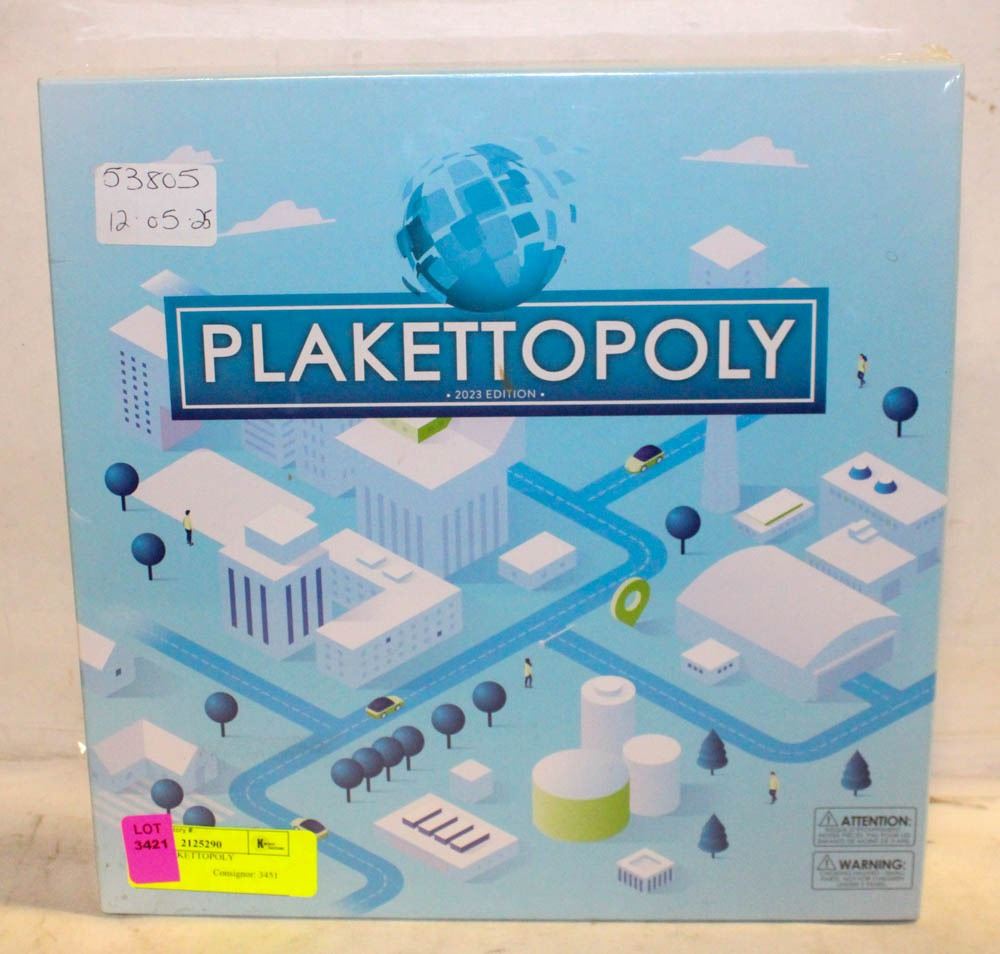 53805
12·05·25
PLAKETTOPOLY
• 2023 EDITION •
LOT
3421
2125290
KETTOPOLY
Consignor: 3451
ATTENTION:
WARNING: